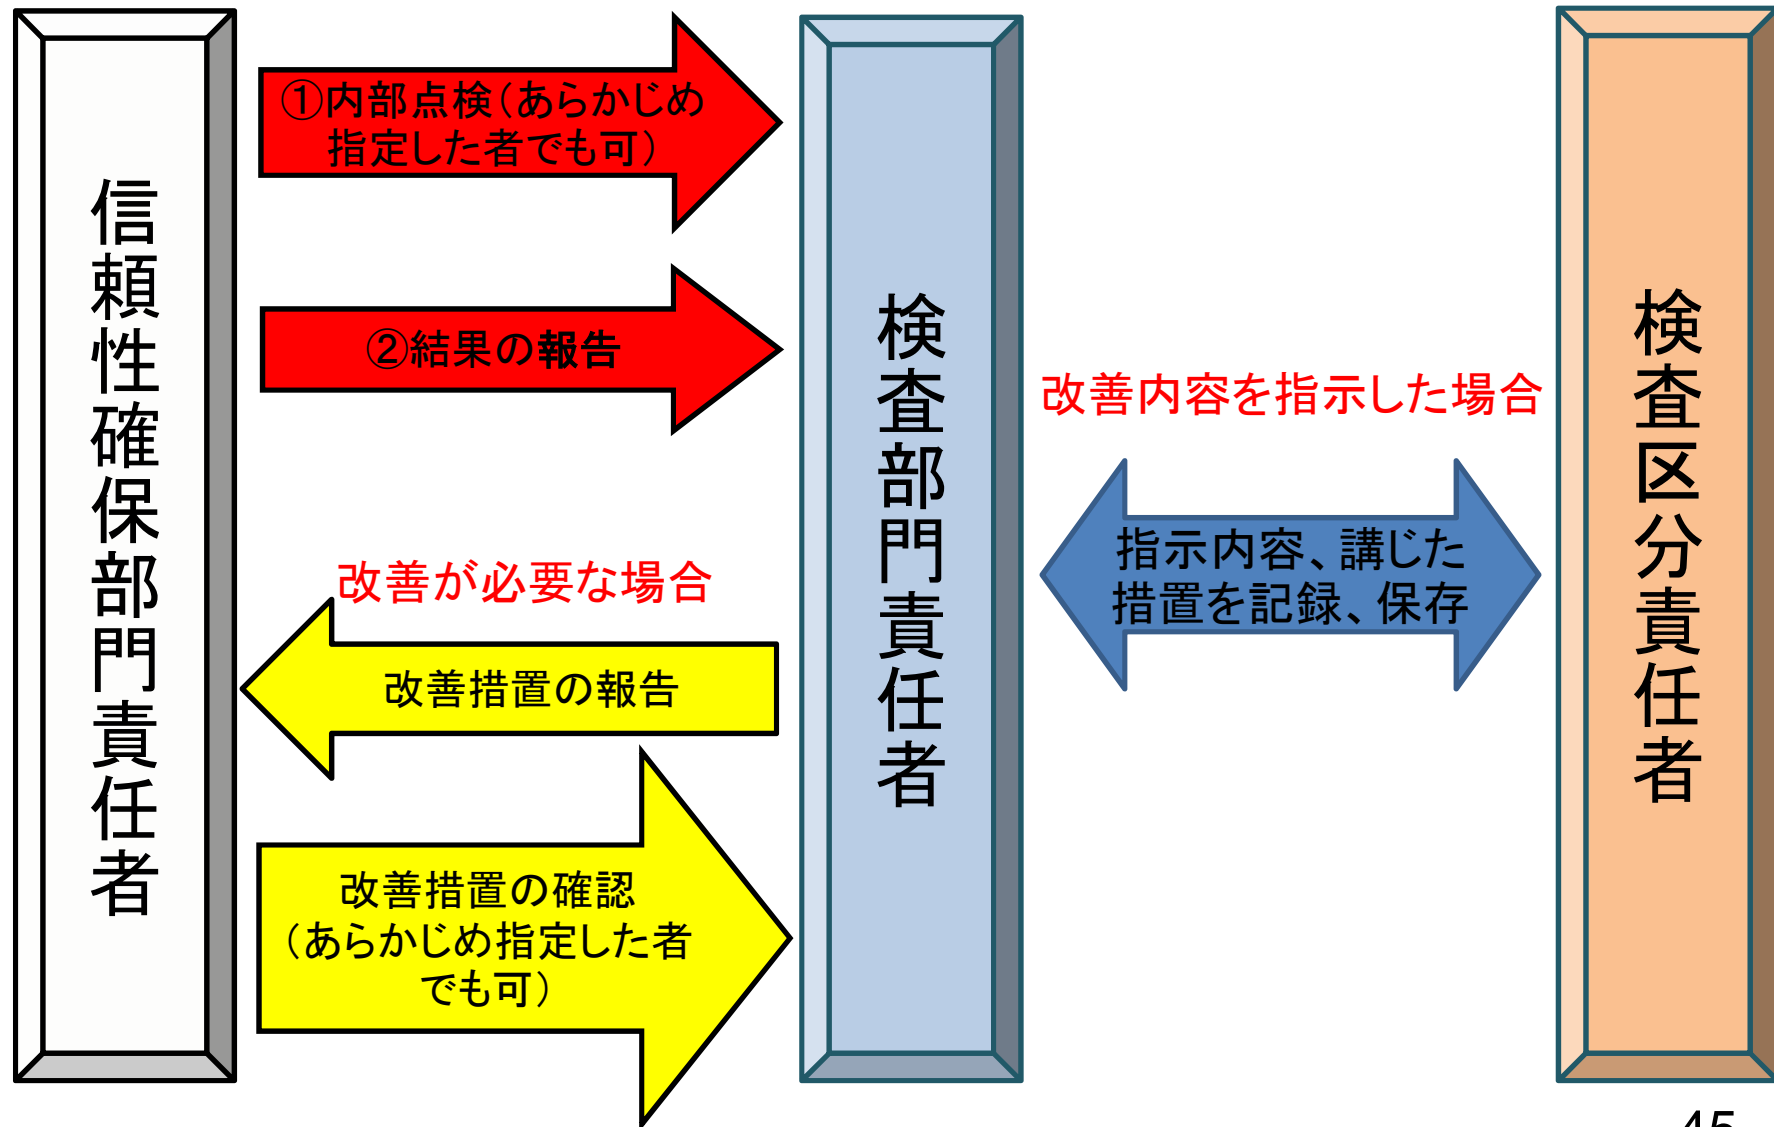 信頼性確保部門責任者
①内部点検（あらかじめ
指定した者でも可）
②結果の報告
改善が必要な場合
改善措置の報告
改善措置の確認
（あらかじめ指定した者
でも可）
検査部門責任者
改善内容を指示した場合
指示内容、講じた
措置を記録、保存
検査区分責任者
45